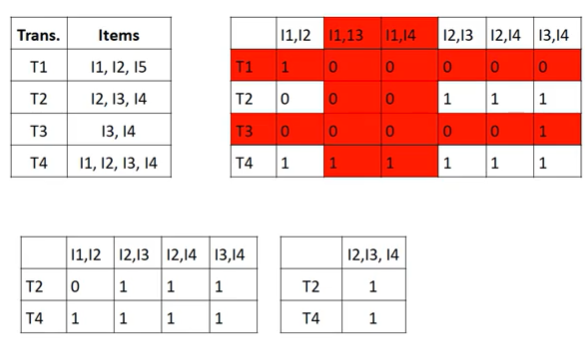 Trans. Items
T1 I1, I2, I5
T2 I2, I3, I4
T3 I3, I4
T4 I1, I2, I3, I4
I1,I2 I1,13 I1,I4 I2,I3 I2,I4 I3,I4
T1 1 0 0 0 0 0
T2 0 0 0 1 1 1
T3 0 0 0 0 0 1
T4 1 1 1 1 1 1
I1,I2 I2,I3 I2,I4 I3,I4
T2 0 1 1 1
T4 1 1 1 1
I2,I3, I4
T2 1
T4 1